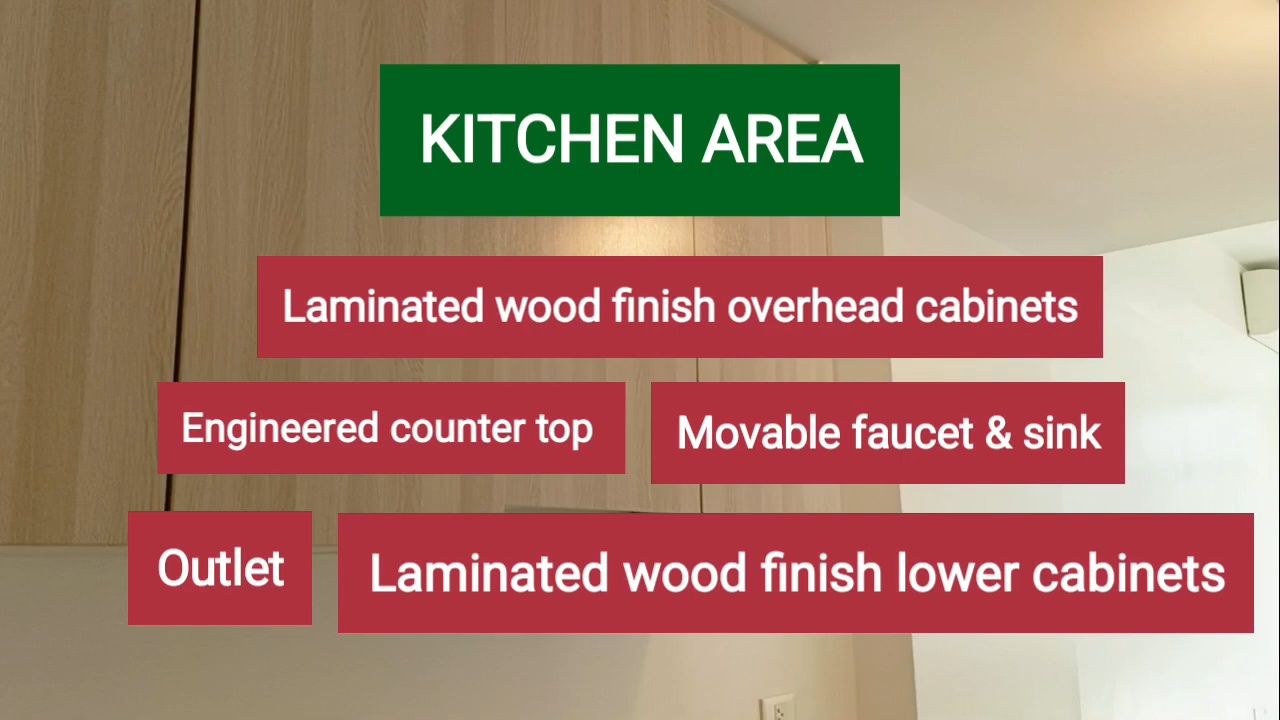 KITCHEN AREA
Laminated wood finish overhead cabinets
Engineered counter top
Movable faucet & sink
Outlet
Laminated wood finish lower cabinets